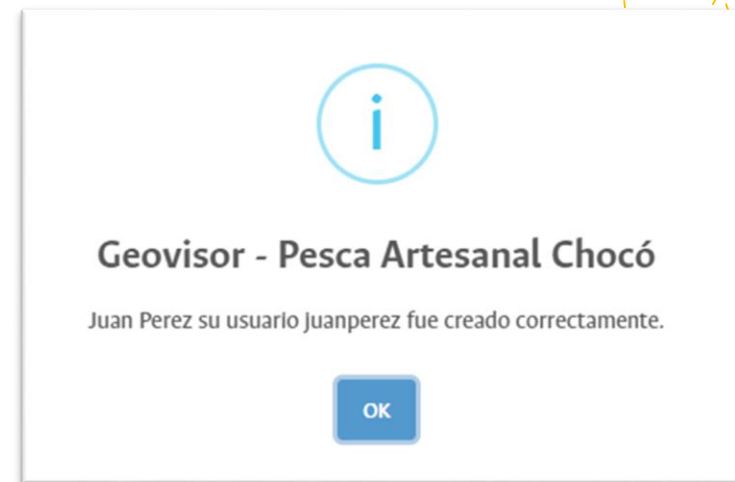 i
Geovisor - Pesca Artesanal Chocó
Juan Perez su usuario juanperez fue creado correctamente.
OK